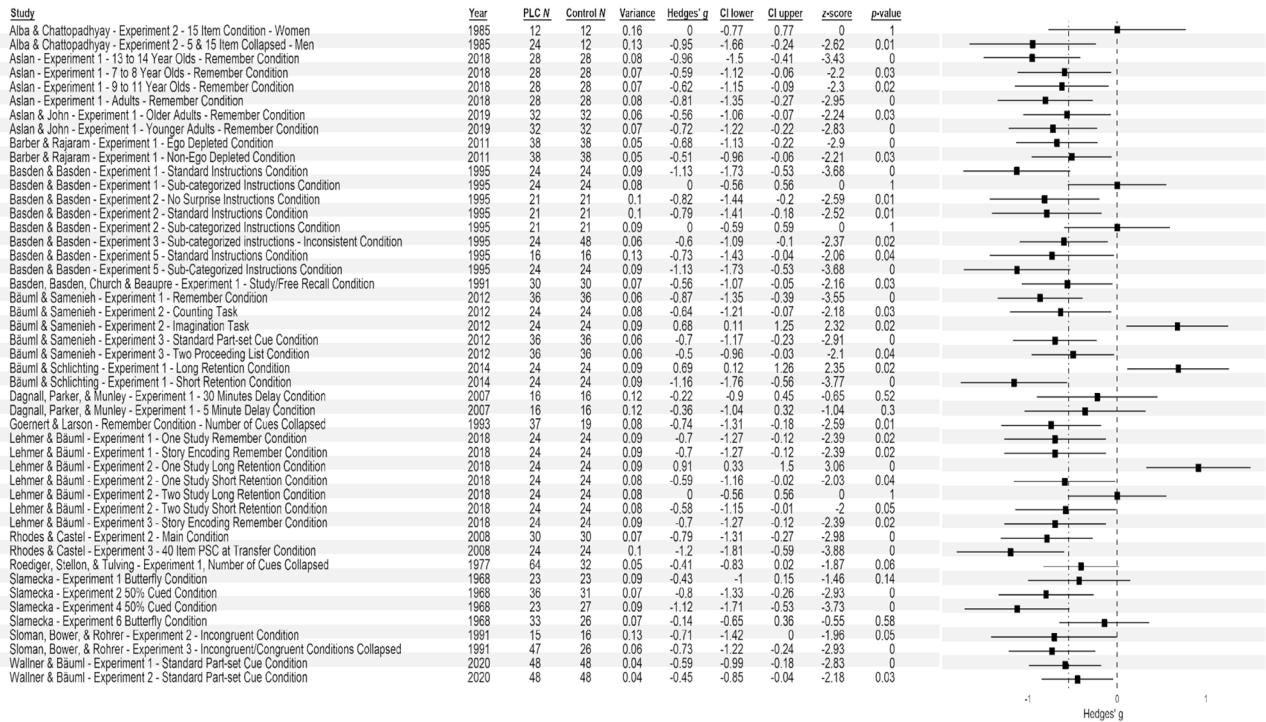 Study Year PLC N Control N Variance Hedges' g CI lower CI upper z-score p-value
Alba & Chattopadhyay - Experiment 2 - 15 Item Condition - Women 1985 12 12 0.16 0 -0.77 0.77 0 1
Alba & Chattopadhyay - Experiment 2 - 5 & 15 Item Collapsed - Men 1985 24 12 0.13 -0.95 -1.66 -0.24 -2.62 0.01
Aslan - Experiment 1 - 13 to 14 Year Olds - Remember Condition 2018 28 28 0.08 -0.96 -1.5 -0.41 -3.43 0
Aslan - Experiment 1 - 7 to 8 Year Olds - Remember Condition 2018 28 28 0.07 -0.59 -1.12 -0.06 -2.2 0.03
Aslan - Experiment 1 - 9 to 11 Year Olds - Remember Condition 2018 28 28 0.07 -0.62 -1.15 -0.09 -2.3 0.02
Aslan - Experiment 1 - Adults - Remember Condition 2018 28 28 0.08 -0.81 -1.35 -0.27 -2.95 0
Aslan & John - Experiment 1 - Older Adults - Remember Condition 2019 32 32 0.06 -0.56 -1.06 -0.07 -2.24 0.03
Aslan & John - Experiment 1 - Younger Adults - Remember Condition 2019 32 32 0.07 -0.72 -1.22 -0.22 -2.83 0
Barber & Rajaram - Experiment 1 - Ego Depleted Condition 2011 38 38 0.05 -0.68 -1.13 -0.22 -2.9 0
Barber & Rajaram - Experiment 1 - Non-Ego Depleted Condition 2011 38 38 0.05 -0.51 -0.96 -0.06 -2.21 0.03
Basden & Basden - Experiment 1 - Standard Instructions Condition 1995 24 24 0.09 -1.13 -1.73 -0.53 -3.68 0
Basden & Basden - Experiment 1 - Sub-categorized Instructions Condition 1995 24 24 0.08 0 -0.56 0.56 0 1
Basden & Basden - Experiment 2 - No Surprise Instructions Condition 1995 21 21 0.1 -0.82 -1.44 -0.2 -2.59 0.01
Basden & Basden - Experiment 2 - Standard Instructions Condition 1995 21 21 0.1 -0.79 -1.41 -0.18 -2.52 0.01
Basden & Basden - Experiment 2 - Sub-categorized Instructions Condition 1995 21 21 0.09 0 -0.59 0.59 0 1
Basden & Basden - Experiment 3 - Sub-categorized instructions - Inconsistent Condition 1995 24 48 0.06 -0.6 -1.09 -0.1 -2.37 0.02
Basden & Basden - Experiment 5 - Standard Instructions Condition 1995 16 16 0.13 -0.73 -1.43 -0.04 -2.06 0.04
Basden & Basden - Experiment 5 - Sub-Categorized Instructions Condition 1995 24 24 0.09 -1.13 -1.73 -0.53 -3.68 0
Basden, Basden, Church & Beaupre - Experiment 1 - Study/Free Recall Condition 1991 30 30 0.07 -0.56 -1.07 -0.05 -2.16 0.03
Bäuml & Samenieh - Experiment 1 - Remember Condition 2012 36 36 0.06 -0.87 -1.35 -0.39 -3.55 0
Bäuml & Samenieh - Experiment 2 - Counting Task 2012 24 24 0.08 -0.64 -1.21 -0.07 -2.18 0.03
Bäuml & Samenieh - Experiment 2 - Imagination Task 2012 24 24 0.09 0.68 0.11 1.25 2.32 0.02
Bäuml & Samenieh - Experiment 3 - Standard Part-set Cue Condition 2012 36 36 0.06 -0.7 -1.17 -0.23 -2.91 0
Bäuml & Samenieh - Experiment 3 - Two Proceeding List Condition 2012 36 36 0.06 -0.5 -0.96 -0.03 -2.1 0.04
Bäuml & Schlichting - Experiment 1 - Long Retention Condition 2014 24 24 0.09 0.69 0.12 1.26 2.35 0.02
Bäuml & Schlichting - Experiment 1 - Short Retention Condition 2014 24 24 0.09 -1.16 -1.76 -0.56 -3.77 0
Dagnall, Parker, & Munley - Experiment 1 - 30 Minutes Delay Condition 2007 16 16 0.12 -0.22 -0.9 0.45 -0.65 0.52
Dagnall, Parker, & Munley - Experiment 1 - 5 Minute Delay Condition 2007 16 16 0.12 -0.36 -1.04 0.32 -1.04 0.3
Goernert & Larson - Remember Condition - Number of Cues Collapsed 1993 37 19 0.08 -0.74 -1.31 -0.18 -2.59 0.01
Lehmer & Bäuml - Experiment 1 - One Study Remember Condition 2018 24 24 0.09 -0.7 -1.27 -0.12 -2.39 0.02
Lehmer & Bäuml - Experiment 1 - Story Encoding Remember Condition 2018 24 24 0.09 -0.7 -1.27 -0.12 -2.39 0.02
Lehmer & Bäuml - Experiment 2 - One Study Long Retention Condition 2018 24 24 0.09 0.91 0.33 1.5 3.06 0
Lehmer & Bäuml - Experiment 2 - One Study Short Retention Condition 2018 24 24 0.09 -0.59 -1.16 -0.02 -2.03 0.04
Lehmer & Bäuml - Experiment 2 - Two Study Long Retention Condition 2018 24 24 0.08 0 -0.56 0.56 0 1
Lehmer & Bäuml - Experiment 2 - Two Study Short Retention Condition 2018 24 24 0.08 -0.58 -1.15 -0.01 -2 0.05
Lehmer & Bäuml - Experiment 3 - Story Encoding Remember Condition 2018 24 24 0.09 -0.7 -1.27 -0.12 -2.39 0.02
Rhodes & Castel - Experiment 2 - Main Condition 2008 30 30 0.07 -0.79 -1.31 -0.27 -2.98 0
Rhodes & Castel - Experiment 3 - 40 Item PSC at Transfer Condition 2008 24 24 0.1 -1.2 -1.81 -0.59 -3.88 0
Roediger, Stellon, & Tulving - Experiment 1, Number of Cues Collapsed 1977 64 32 0.05 -0.41 -0.83 0.02 -1.87 0.06
Slamecka - Experiment 1 Butterfly Condition 1968 23 23 0.09 -0.43 -1 0.15 -1.46 0.14
Slamecka - Experiment 2 50% Cued Condition 1968 36 31 0.07 -0.8 -1.33 -0.26 -2.93 0
Slamecka - Experiment 4 50% Cued Condition 1968 23 27 0.09 -1.12 -1.71 -0.53 -3.73 0
Slamecka - Experiment 6 Butterfly Condition 1968 33 26 0.07 -0.14 -0.65 0.36 -0.55 0.58
Sloman, Bower, & Rohrer - Experiment 2 - Incongruent Condition 1991 15 16 0.13 -0.71 -1.42 0 -1.96 0.05
Sloman, Bower, & Rohrer - Experiment 3 - Incongruent/Congruent Conditions Collapsed 1991 47 26 0.06 -0.73 -1.22 -0.24 -2.93 0
Wallner & Bäuml - Experiment 1 - Standard Part-set Cue Condition 2020 48 48 0.04 -0.59 -0.99 -0.18 -2.83 0
Wallner & Bäuml - Experiment 2 - Standard Part-set Cue Condition 2020 48 48 0.04 -0.45 -0.85 -0.04 -2.18 0.03
-1 0 1
Hedges' g